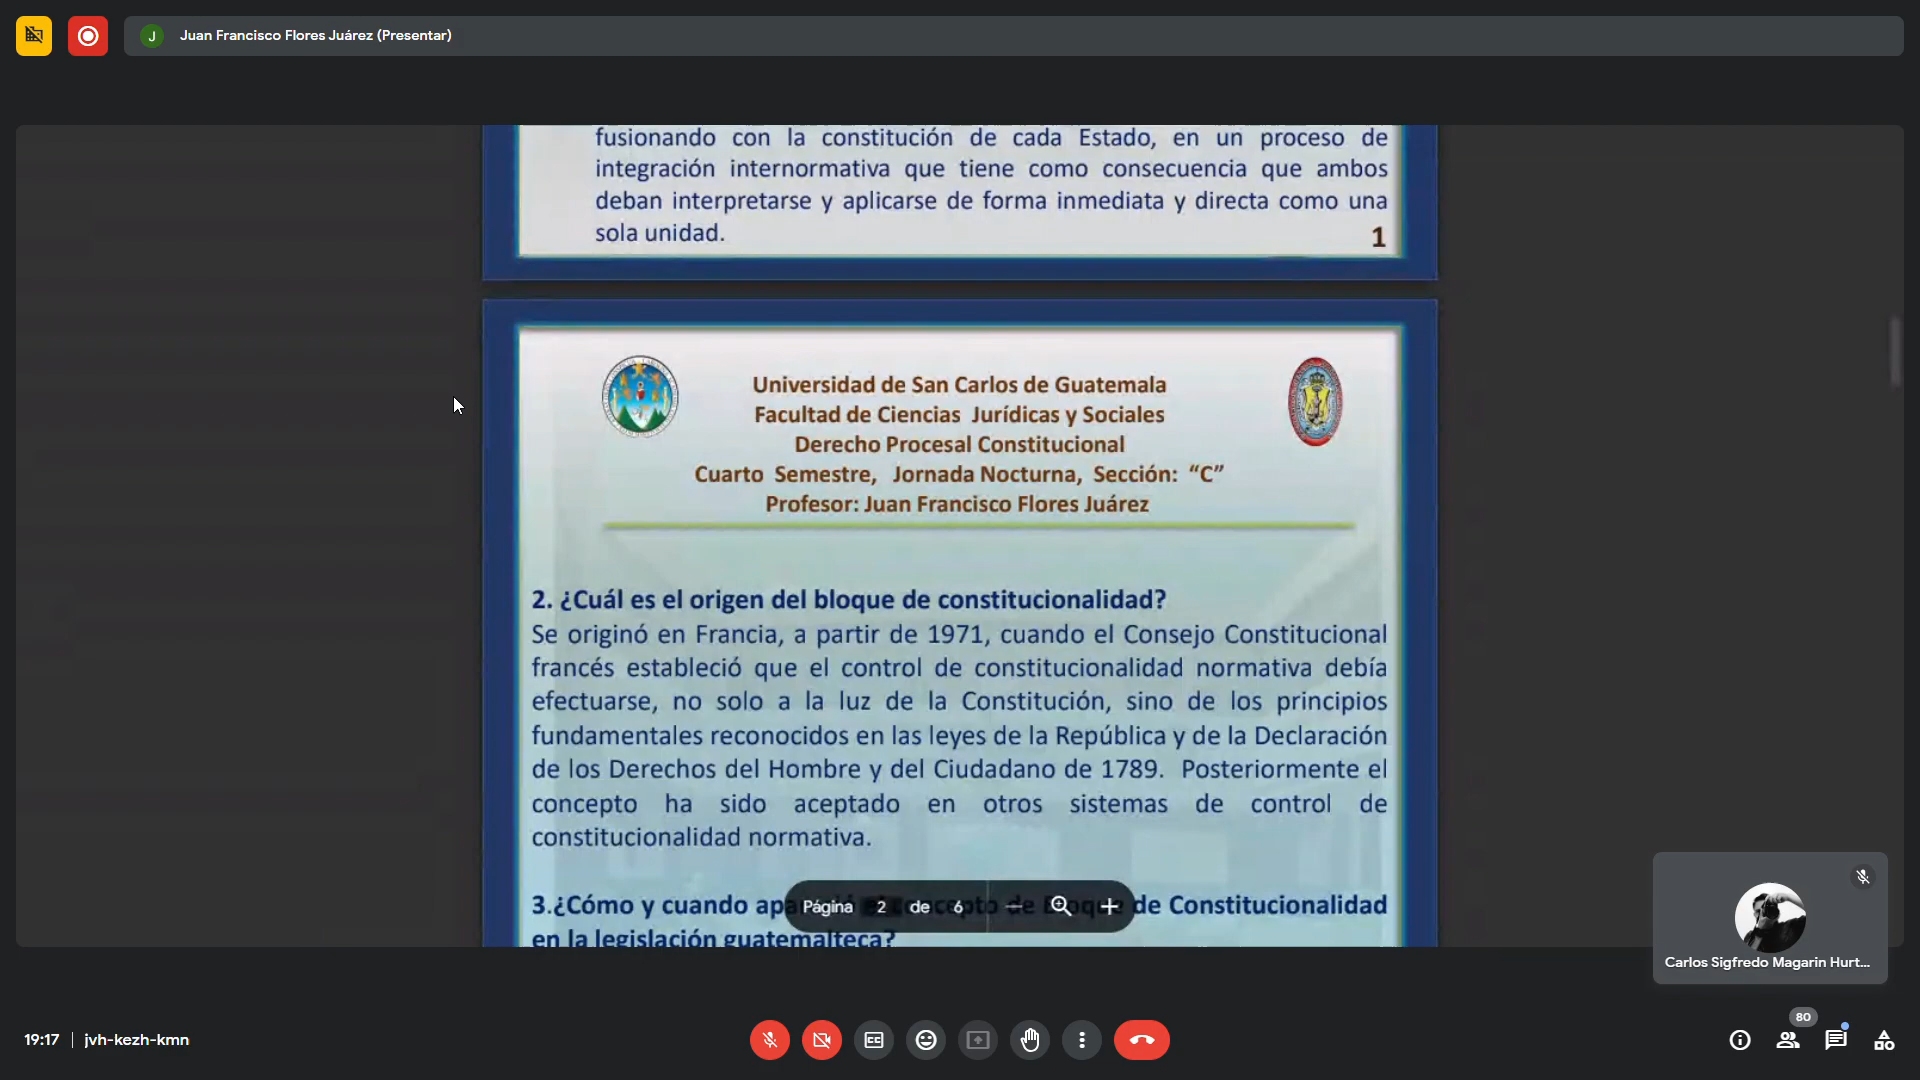 J Juan Francisco Flores Juárez (Presentar)
fusionando con la constitución de cada Estado, en un proceso de
integración internormativa que tiene como consecuencia que ambos
deban interpretarse y aplicarse de forma inmediata y directa como una
sola unidad.
1
Universidad de San Carlos de Guatemala
Facultad de Ciencias Jurídicas y Sociales
Derecho Procesal Constitucional
Cuarto Semestre, Jornada Nocturna, Sección: “C”
Profesor: Juan Francisco Flores Juárez
2. ¿Cuál es el origen del bloque de constitucionalidad?
Se originó en Francia, a partir de 1971, cuando el Consejo Constitucional
francés estableció que el control de constitucionalidad normativa debía
efectuarse, no solo a la luz de la Constitución, sino de los principios
fundamentales reconocidos en las leyes de la República y de la Declaración
de los Derechos del Hombre y del Ciudadano de 1789. Posteriormente el
concepto ha sido aceptado en otros sistemas de control de
constitucionalidad normativa.
3.¿Cómo y cuando concepto de Bloque de Constitucionalidad
en la legislación guatemalteca?
Página 2 de 6
Carlos Sigfredo Magarin Hurt...
19:17 | jvh-kezh-kmn
80